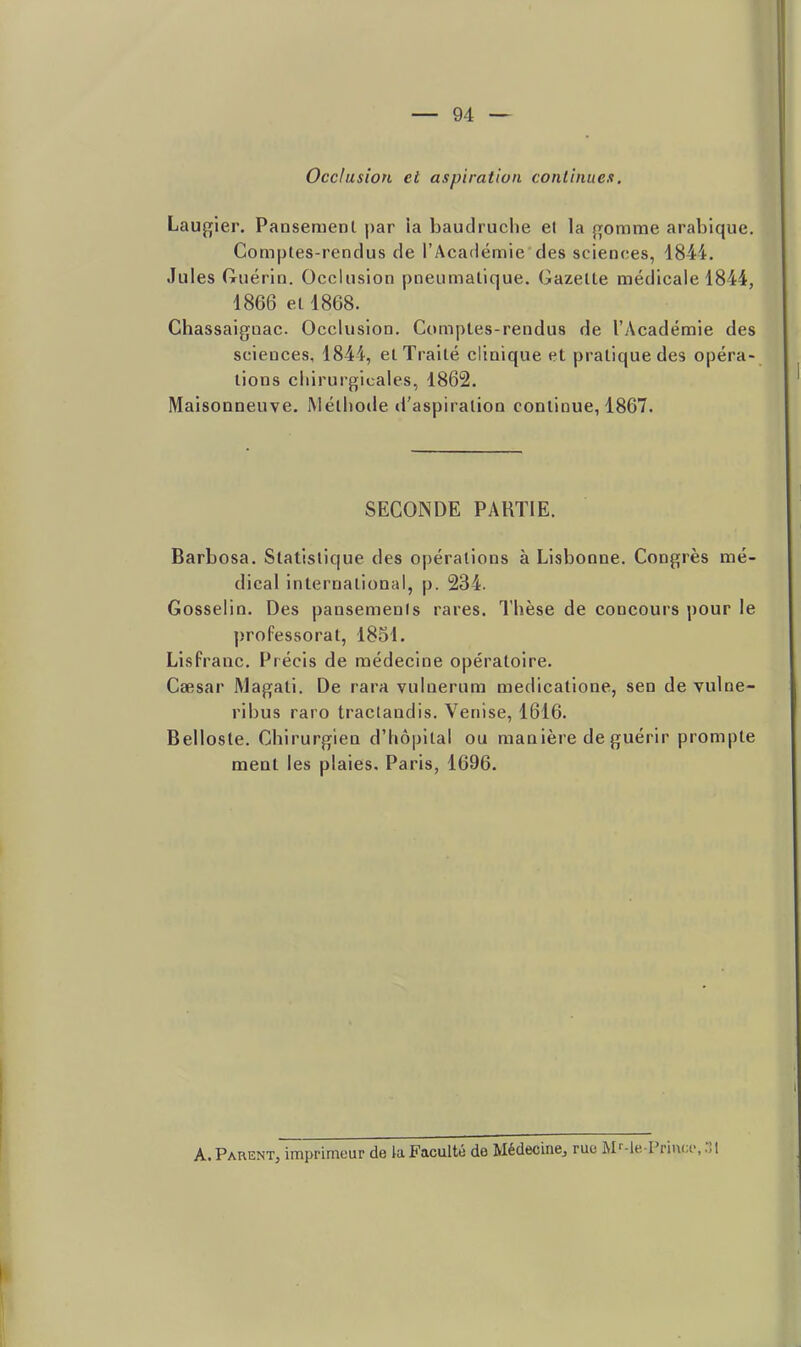 — 94 —
Occlusion et aspiration continues.
Laugier. Pansement par la baudruche et la gomme arabique.
Comptes-rendus de l'Académie des sciences, 1844.
Jules Guérin. Occlusion pneumatique. Gazette médicale 1844,
1866 et 1868.
Chassaignac. Occlusion. Comptes-rendus de l'Académie des
sciences, 1844, et Traité clinique et pratique des opéra-
tions chirurgicales, 1862.
Maisonneuve. Méthode d'aspiration continue, 1867.
SECONDE PARTIE.
Barbosa. Statistique des opérations à Lisbonne. Congrès mé-
dical international, p. 234.
Gosselin. Des pansements rares. Thèse de concours pour le
professorat, 1851.
Lisfranc. Précis de médecine opératoire.
Cæsar Magati. De rara vulnerum medicatione, sen de vulne-
ribus raro tractandis. Venise, 1616.
Belloste. Chirurgien d'hôpital ou manière de guérir prompte
ment les plaies. Paris, 1696.
A. PARENT, imprimeur de la Faculté de Médecine, rue Mr-le-Prince, 31